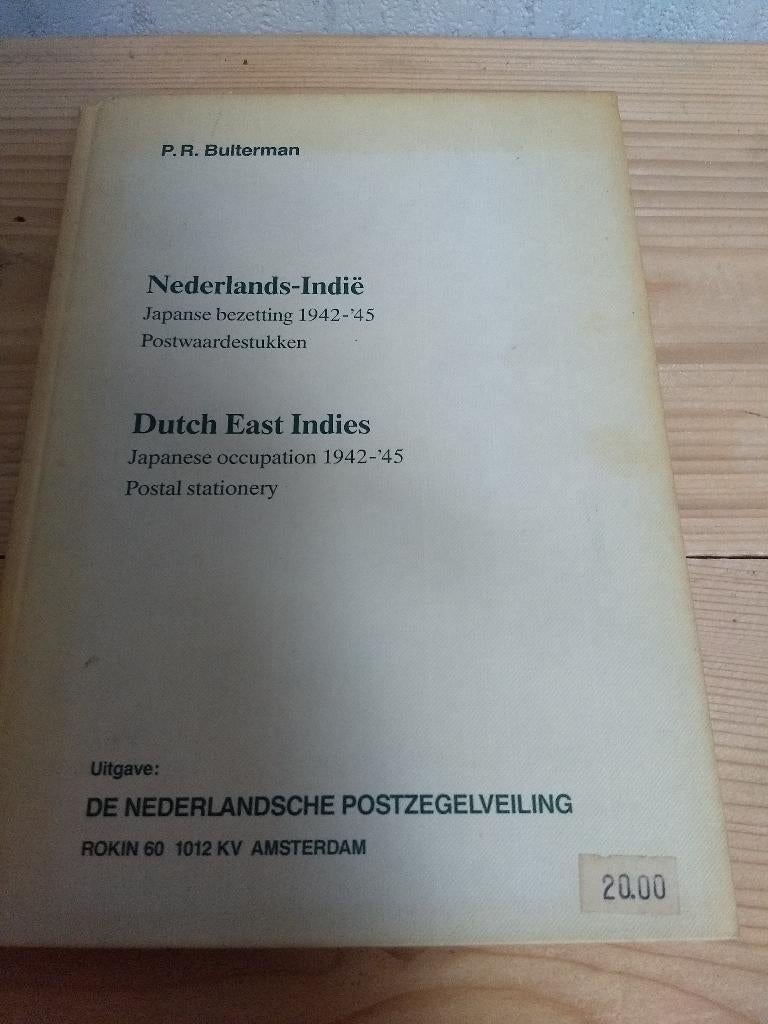 P.R. Bulterman
Nederlands-Indië
Japanse bezetting 1942-'45
Postwaardestukken
Dutch East Indies
Japanese occupation 1942-'45
Postal stationery
Uitgave:
DE NEDERLANDSCHE POSTZEGELVEILING
ROKIN 60 1012 KV AMSTERDAM
20.00